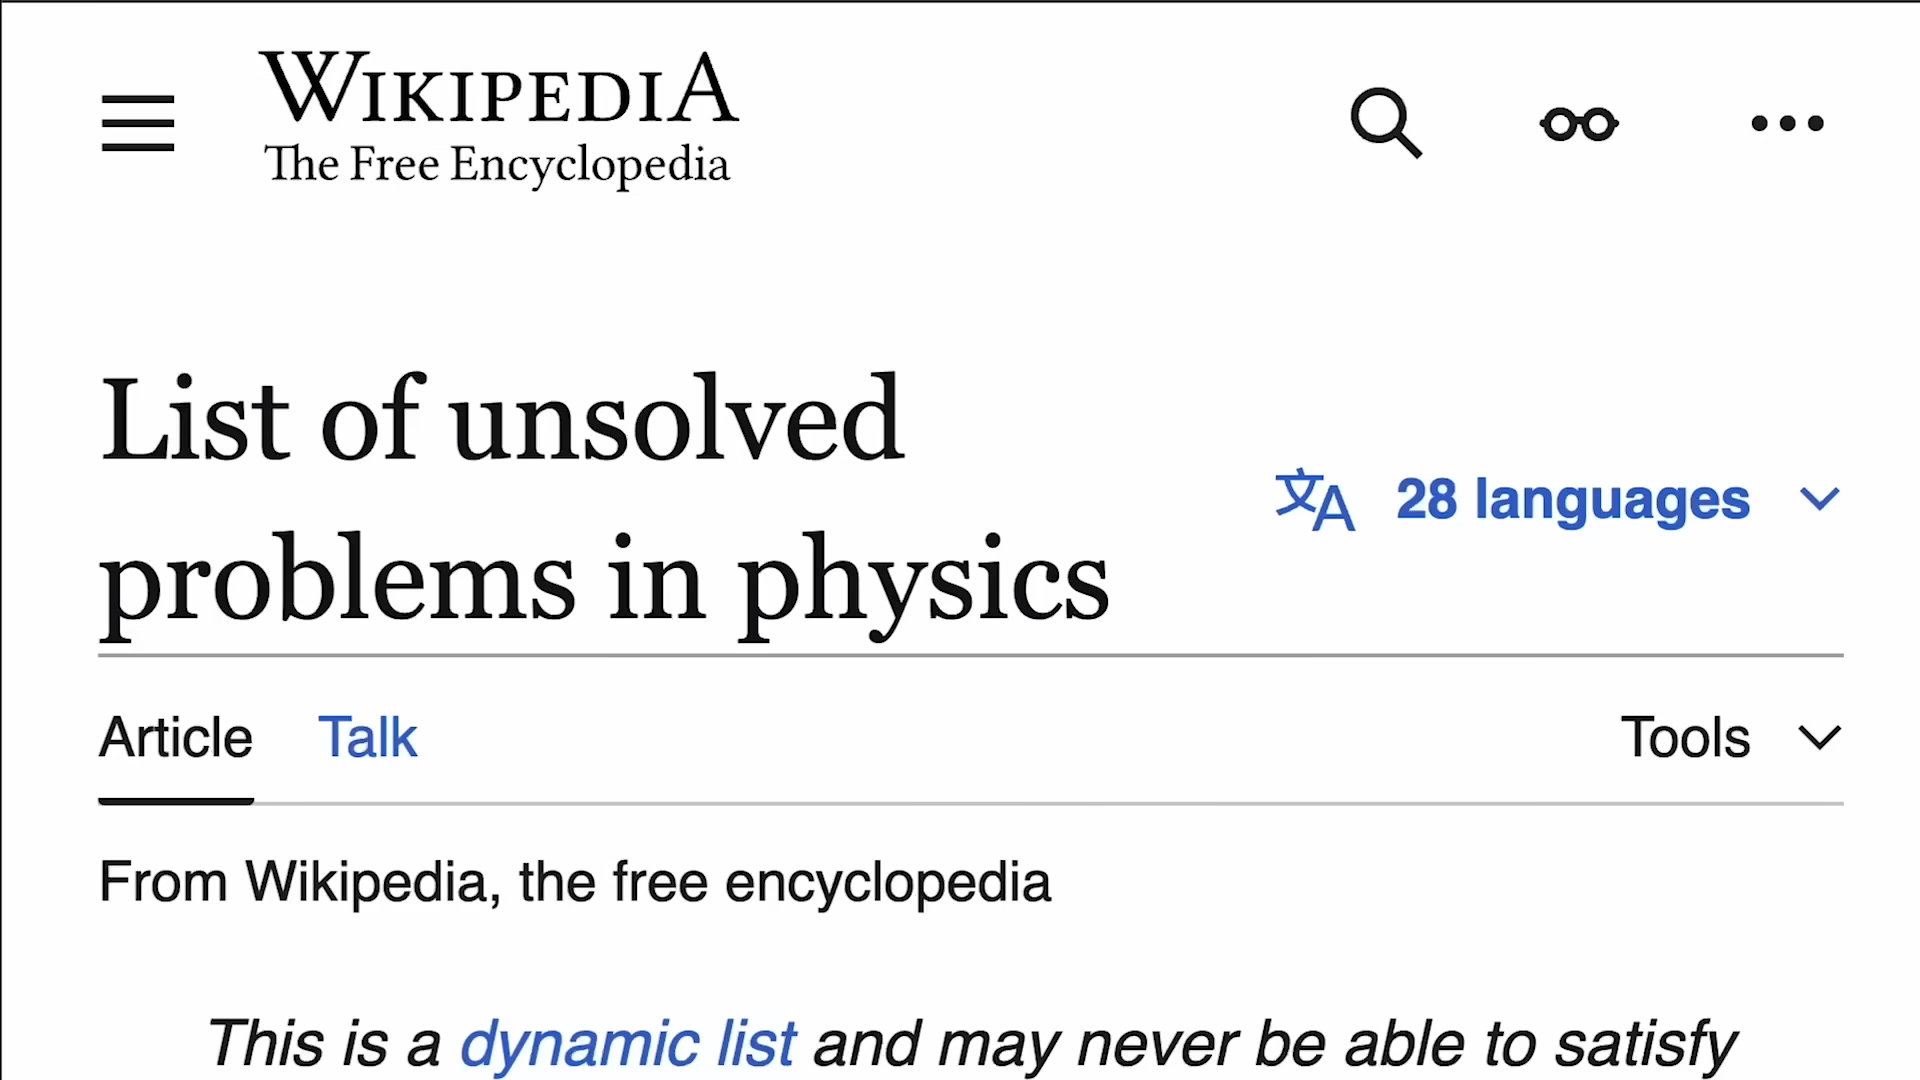 WIKIPEDIA
The Free Encyclopedia
List of unsolved
problems in physics
文A 28 languages
Article Talk Tools
From Wikipedia, the free encyclopedia
This is a dynamic list and may never be able to satisfy